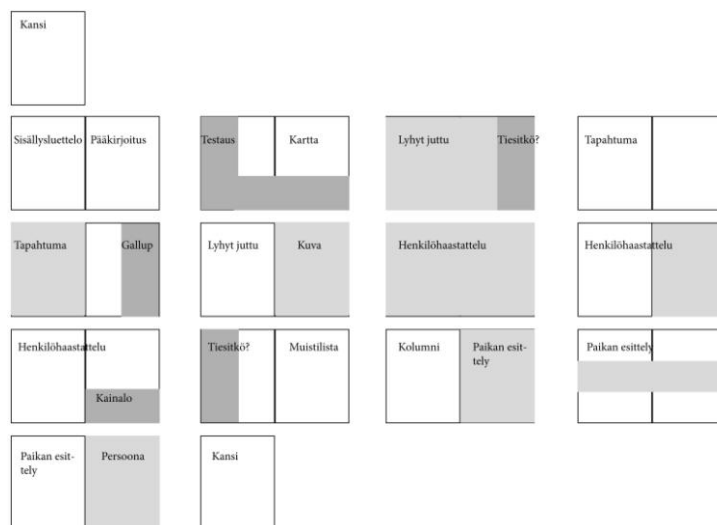 Kansi
Sisällysluettelo
Pääkirjoitus
Testaus
Kartta
Lyhyt juttu
Tiesitkö?
Tapahtuma
Tapahtuma
Gallup
Lyhyt juttu
Kuva
Henkilöhaastattelu
Henkilöhaastattelu
Henkilöhaastattelu
Kainalo
Tiesitkö?
Muistilista
Kolumni
Paikan esit-
tely
Paikan esittely
Paikan esit-
tely
Persoona
Kansi